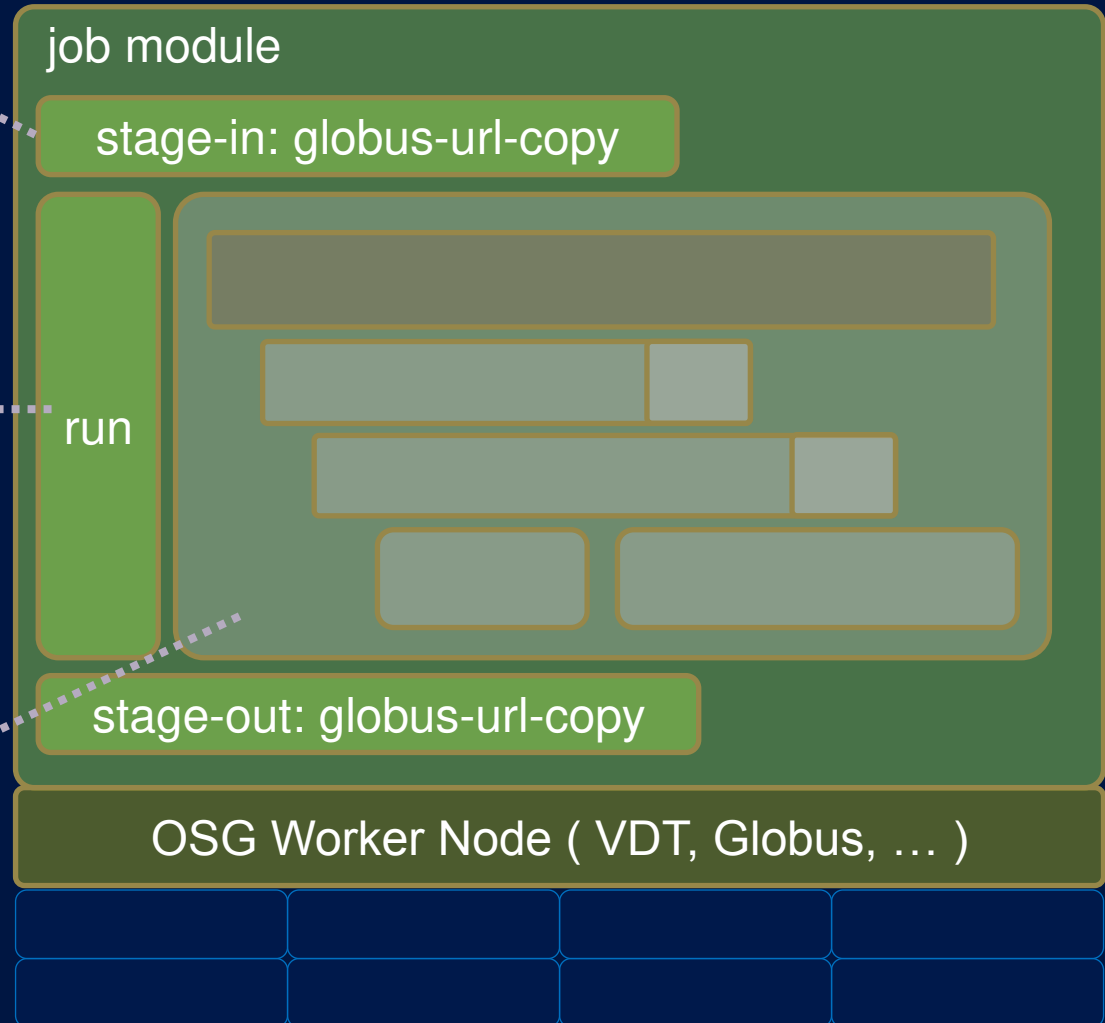 job module
stage-in: globus-url-copy
run
stage-out: globus-url-copy
OSG Worker Node ( VDT, Globus, … )